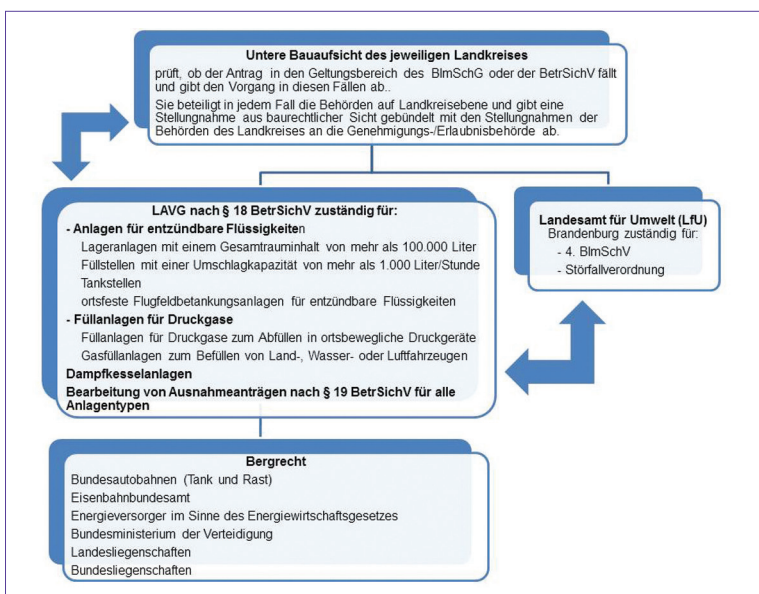 Untere Bauaufsicht des jeweiligen Landkreises
prüft, ob der Antrag in den Geltungsbereich des BImSchG oder der BetrSichV fällt
und gibt den Vorgang in diesen Fällen ab..
Sie beteiligt in jedem Fall die Behörden auf Landkreisebene und gibt eine
Stellungnahme aus baurechtlicher Sicht gebündelt mit den Stellungnahmen der
Behörden des Landkreises an die Genehmigungs-/Erlaubnisbehörde ab.
LAVG nach § 18 BetrSichV zuständig für:
- Anlagen für entzündbare Flüssigkeiten
Lageranlagen mit einem Gesamtrauminhalt von mehr als 100.000 Liter
Füllstellen mit einer Umschlagkapazität von mehr als 1.000 Liter/Stunde
Tankstellen
ortsfeste Flugfeldbetankungsanlagen für entzündbare Flüssigkeiten
- Füllanlagen für Druckgase
Füllanlagen für Druckgase zum Abfüllen in ortsbewegliche Druckgeräte
Gasfüllanlagen zum Befüllen von Land-, Wasser- oder Luftfahrzeugen
Dampfkesselanlagen
Bearbeitung von Ausnahmeanträgen nach § 19 BetrSichV für alle
Anlagentypen
Landesamt für Umwelt (LfU)
Brandenburg zuständig für:
- 4. BImSchV
- Störfallverordnung
Bergrecht
Bundesautobahnen (Tank und Rast)
Eisenbahnbundesamt
Energieversorger im Sinne des Energiewirtschaftsgesetzes
Bundesministerium der Verteidigung
Landesliegenschaften
Bundesliegenschaften